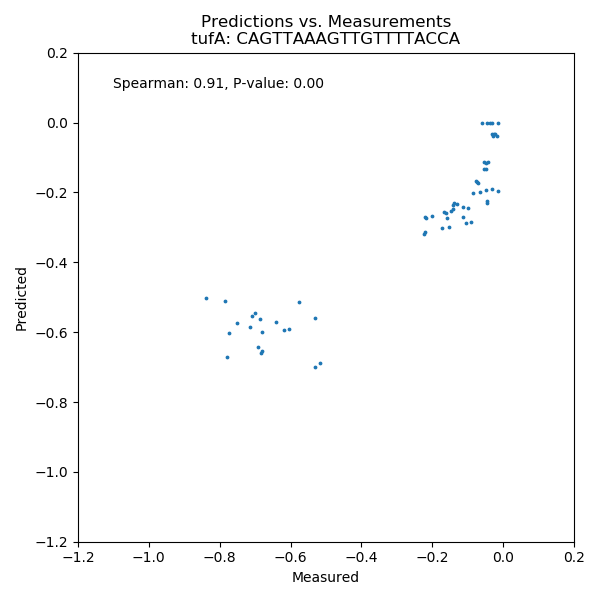 Predictions vs. Measurements
tufA: CAGTTAAAGTTGTTTTACCA
Spearman: 0.91, P-value: 0.00
0.2
0.0
−0.2
−0.4
−0.6
−0.8
−1.0
−1.2
Predicted
−1.2 −1.0 −0.8 −0.6 −0.4 −0.2 0.0 0.2
Measured